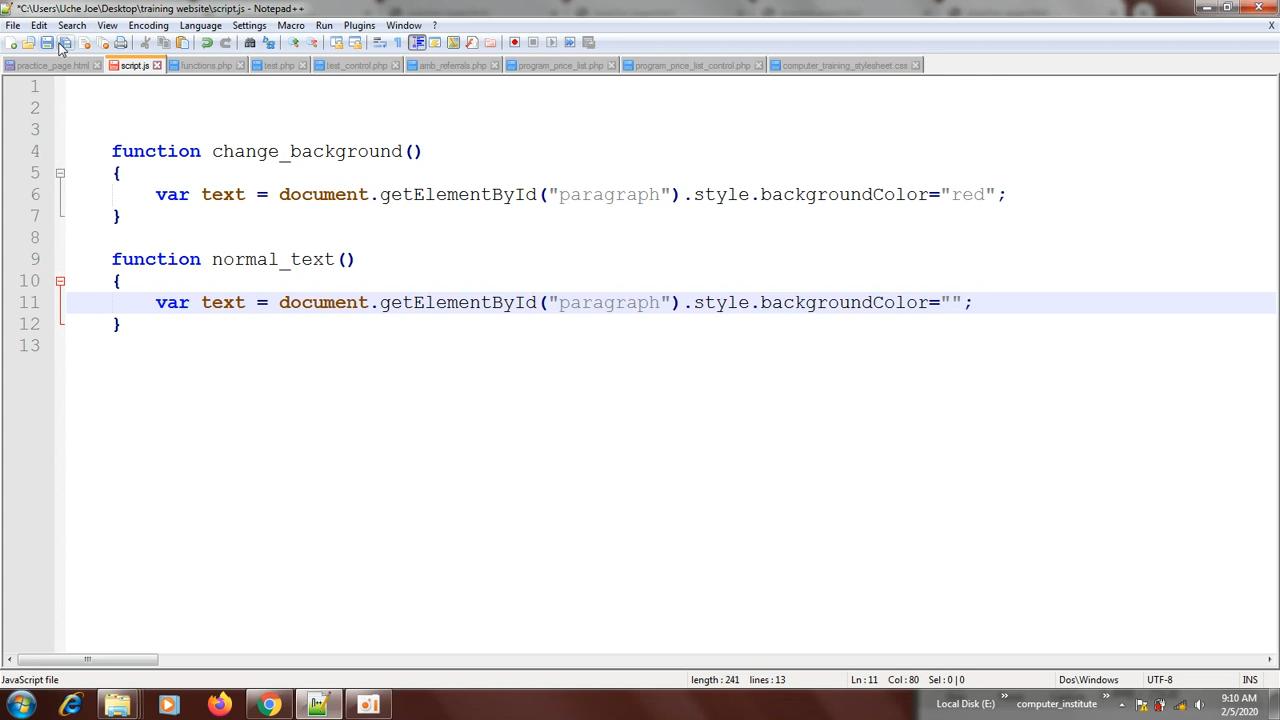 *C:\Users\Uche Joe\Desktop\training website\script.js - Notepad++
File Edit Search View Encoding Language Settings Macro Run Plugins Window ? X
practice_page.html script.js functions.php test.php test_control.php amb_referrals.php program_price_list.php program_price_list_control.php computer_training_stylesheet.css
1
2
3
4 function change_background()
5 {
6 var text = document.getElementById("paragraph").style.backgroundColor="red";
7 }
8
9 function normal_text()
10 {
11 var text = document.getElementById("paragraph").style.backgroundColor="";
12 }
13
JavaScript file length : 241 lines : 13 Ln : 11 Col : 80 Sel : 0 | 0 Dos\Windows UTF-8 INS
Local Disk (E:) » computer_institute » 9:10 AM
2/5/2020